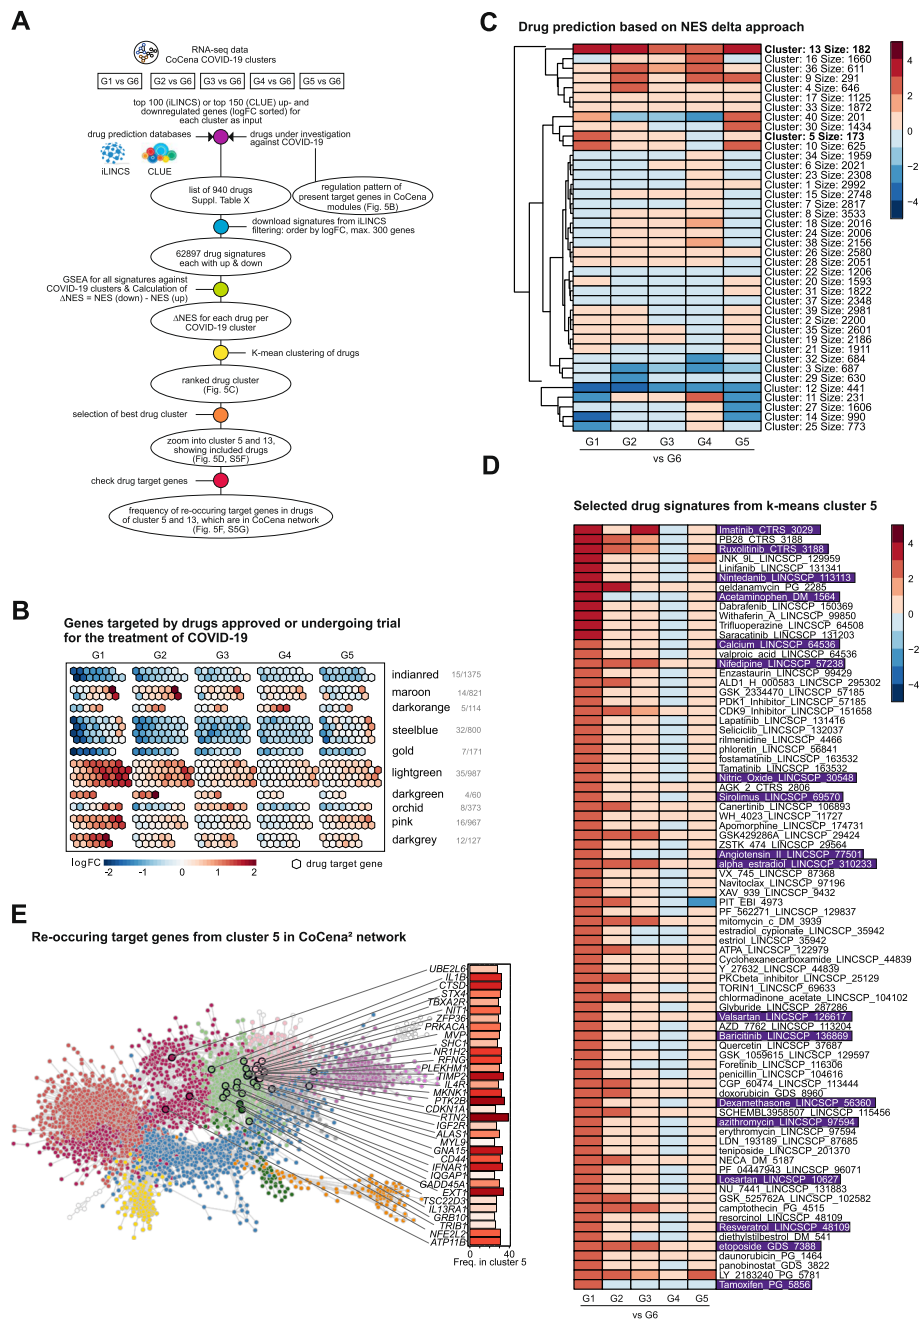 A
RNA-seq data
CoCena COVID-19 clusters
G1 vs G6
G2 vs G6
G3 vs G6
G4 vs G6
G5 vs G6
top 100 (iLINCS) or top 150 (CLUE) up- and
downregulated genes (logFC sorted) for
each cluster as input
drug prediction databases
drugs under investigation
against COVID-19
iLINCS
CLUE
list of 940 drugs
Suppl. Table X
regulation pattern of
present target genes in CoCena
modules (Fig. 5B)
download signatures from iLINCS
filtering: order by logFC, max. 300 genes
62897 drug signatures
each with up & down
GSEA for all signatures against
COVID-19 clusters & Calculation of
ΔNES = NES (down) - NES (up)
ΔNES for each drug per
COVID-19 cluster
K-mean clustering of drugs
ranked drug cluster
(Fig. 5C)
selection of best drug cluster
zoom into cluster 5 and 13,
showing included drugs
(Fig. 5D, S5F)
check drug target genes
frequency of re-occuring target genes in drugs
of cluster 5 and 13, which are in CoCena network
(Fig. 5F, S5G)
B
Genes targeted by drugs approved or undergoing trial
for the treatment of COVID-19
G1
G2
G3
G4
G5
indianred 15/1375
maroon 14/821
darkorange 5/114
steelblue 32/800
gold 7/171
lightgreen 35/987
darkgreen 4/60
orchid 8/373
pink 16/967
darkgrey 12/127
logFC
-2
-1
0
1
2
drug target gene
C
Drug prediction based on NES delta approach
Cluster: 13 Size: 182
Cluster: 16 Size: 1660
Cluster: 36 Size: 611
Cluster: 9 Size: 291
Cluster: 4 Size: 646
Cluster: 17 Size: 1125
Cluster: 33 Size: 1872
Cluster: 40 Size: 201
Cluster: 30 Size: 1434
Cluster: 5 Size: 173
Cluster: 10 Size: 625
Cluster: 34 Size: 1959
Cluster: 6 Size: 2021
Cluster: 23 Size: 2308
Cluster: 1 Size: 2992
Cluster: 15 Size: 2748
Cluster: 7 Size: 2817
Cluster: 8 Size: 3533
Cluster: 18 Size: 2016
Cluster: 24 Size: 2006
Cluster: 38 Size: 2156
Cluster: 26 Size: 2580
Cluster: 28 Size: 2051
Cluster: 22 Size: 1206
Cluster: 20 Size: 1593
Cluster: 31 Size: 1822
Cluster: 37 Size: 2348
Cluster: 39 Size: 2981
Cluster: 2 Size: 2200
Cluster: 35 Size: 2601
Cluster: 19 Size: 2186
Cluster: 21 Size: 1911
Cluster: 32 Size: 684
Cluster: 3 Size: 687
Cluster: 29 Size: 630
Cluster: 12 Size: 441
Cluster: 11 Size: 231
Cluster: 27 Size: 1606
Cluster: 14 Size: 990
Cluster: 25 Size: 773
G1
G2
G3
G4
G5
vs G6
4
2
0
−2
−4
D
Selected drug signatures from k-means cluster 5
Imatinib_CTRS_3029
PB28_CTRS_3188
Ruxolitinib_CTRS_3188
JNK_9L_LINCSCP_129959
Linifanib_LINCSCP_131341
Nintedanib_LINCSCP_113113
geldanamycin_PG_2285
Acetaminophen_DM_1564
Dabrafenib_LINCSCP_150369
Withaferin_A_LINCSCP_99850
Trifluoperazine_LINCSCP_64508
Saracatinib_LINCSCP_131203
Calcium_LINCSCP_64536
valproic_acid_LINCSCP_64536
Nifedipine_LINCSCP_57238
Enzastaurin_LINCSCP_99429
ALD1_H_000583_LINCSCP_295302
GSK_2334470_LINCSCP_57185
PDK1_Inhibitor_LINCSCP_57185
CDK9_Inhibitor_LINCSCP_151658
Lapatinib_LINCSCP_131416
Seliciclib_LINCSCP_132037
rilmenidine_LINCSCP_4466
phloretin_LINCSCP_56841
fostamatinib_LINCSCP_163532
Tamatinib_LINCSCP_163532
Nitric_Oxide_LINCSCP_30548
AGK_2_CTRS_2806
Sirolimus_LINCSCP_69570
Canertinib_LINCSCP_106893
WH_4023_LINCSCP_11727
Apomorphine_LINCSCP_174731
GSK429286A_LINCSCP_29424
ZSTK_474_LINCSCP_29564
Angiotensin_II_LINCSCP_77501
alpha_estradiol_LINCSCP_310233
VX_745_LINCSCP_87368
Navitoclax_LINCSCP_97196
XAV_939_LINCSCP_9432
PIT_EBI_4973
PF_562271_LINCSCP_129837
mitomycin_c_DM_3939
estradiol_cypionate_LINCSCP_35942
estriol_LINCSCP_35942
ATPA_LINCSCP_122979
Cyclohexanecarboxamide_LINCSCP_44839
Y_27632_LINCSCP_44839
PKCbeta_inhibitor_LINCSCP_25129
TORIN1_LINCSCP_69633
chlormadinone_acetate_LINCSCP_104102
Glyburide_LINCSCP_287286
Valsartan_LINCSCP_126617
AZD_7762_LINCSCP_113204
Baricitinib_LINCSCP_136869
Quercetin_LINCSCP_37687
GSK_1059615_LINCSCP_129597
Foretinib_LINCSCP_116306
penicillin_LINCSCP_104616
CGP_60474_LINCSCP_113444
doxorubicin_GDS_8960
Dexamethasone_LINCSCP_56360
SCHEMBL3958507_LINCSCP_115456
azithromycin_LINCSCP_97594
erythromycin_LINCSCP_97594
LDN_193189_LINCSCP_87685
teniposide_LINCSCP_201370
NECA_DM_5187
PF_04447943_LINCSCP_96071
Losartan_LINCSCP_10627
NU_7441_LINCSCP_131883
GSK_525762A_LINCSCP_102582
camptothecin_PG_4515
resorcinol_LINCSCP_48109
Resveratrol_LINCSCP_48109
diethylstilbestrol_DM_541
etoposide_GDS_7388
daunorubicin_PG_1464
panobinostat_GDS_3822
LY_2183240_PG_5781
Tamoxifen_PG_5856
G1
G2
G3
G4
G5
vs G6
4
2
0
−2
−4
E
Re-occuring target genes from cluster 5 in CoCena² network
UBE2L6
IL1B
CTSD
STX4
TBXA2R
NIT1
ZFP36
PRKACA
MVP
SHC1
NR1H2
RFNG
PLEKHM1
TIMP2
IL4R
MKNK1
PTK2B
CDKN1A
RTN2
IGF2R
ALAS1
MYL9
GNA15
CD44
IFNAR1
IQGAP1
GADD45A
EXT1
TSC22D3
IL13RA1
GRB10
TRIB1
NFE2L2
ATP11B
0
40
Freq. in cluster 5